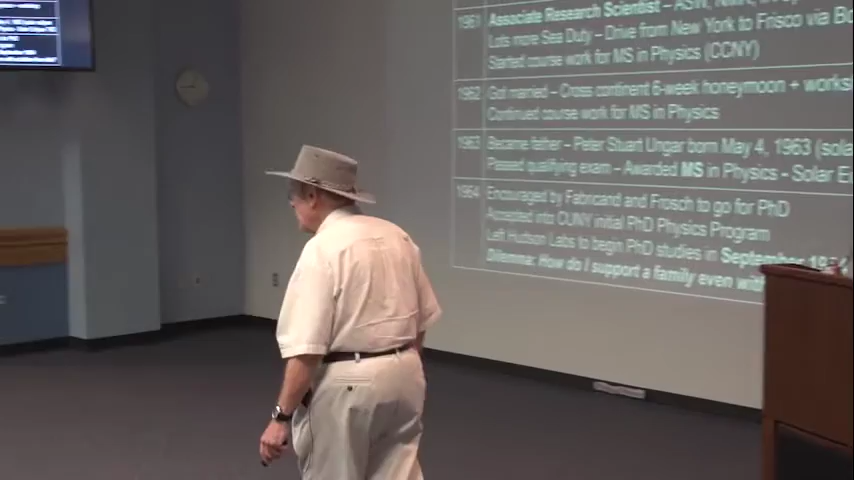 1961 Associate Research Scientist – ASW,
Lots more Sea Duty – Drive from New York to Frisco via
Started course work for MS in Physics (CCNY)
1962 Got married – Cross continent 6-week honeymoon +
Continued course work for MS in Physics
1963 Became father – Peter Stuart Ungar born May 4, 1963
Passed qualifying exam – Awarded MS in Physics - Solar
1964 Encouraged by Fabricand and Frosch to go for PhD
Accepted into CUNY initial PhD Physics Program
Left Hudson Labs to begin PhD studies in September
Dilemma – How do I support a family even